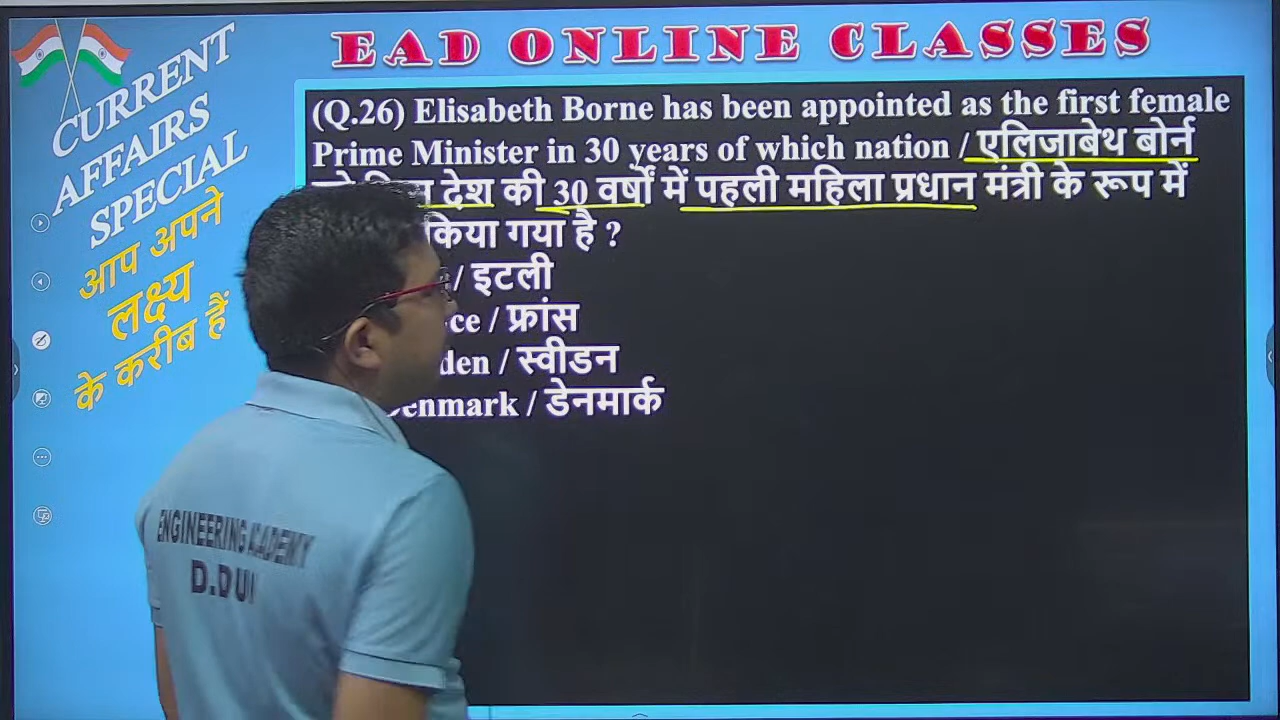 EAD ONLINE CLASSES
CURRENT
AFFAIRS
SPECIAL
आप अपने
लक्ष्य
के करीब हैं
(Q.26) Elisabeth Borne has been appointed as the first female
Prime Minister in 30 years of which nation / एलिजाबेथ बोर्न
देश की 30 वर्षों में पहली महिला प्रधान मंत्री के रूप में
किया गया है ?
/ इटली
ce / फ्रांस
den / स्वीडन
Denmark / डेनमार्क
ENGINEERING ACADEMY
D.DU